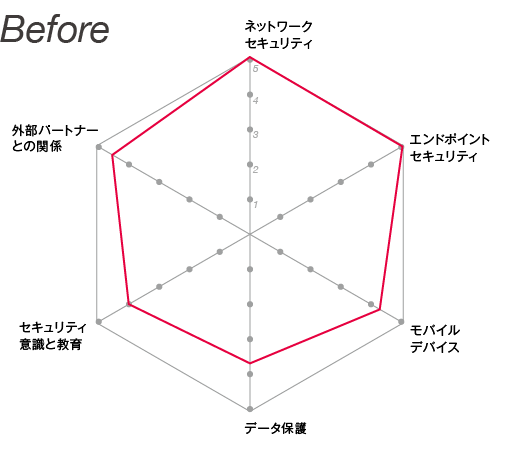 Before
ネットワーク
セキュリティ
5
4
3
2
1
エンドポイント
セキュリティ
外部パートナー
との関係
セキュリティ
意識と教育
モバイル
デバイス
データ保護